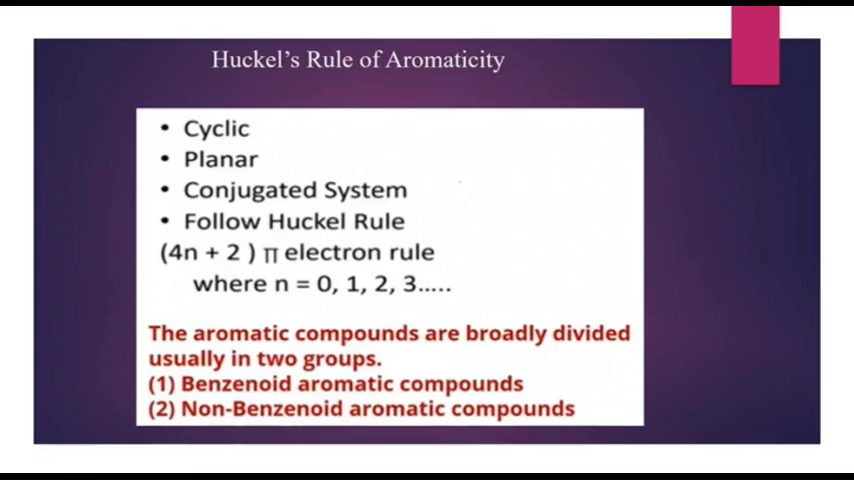 Huckel's Rule of Aromaticity
• Cyclic
• Planar
• Conjugated System
• Follow Huckel Rule
(4n + 2 ) π electron rule
where n = 0, 1, 2, 3.....
The aromatic compounds are broadly divided
usually in two groups.
(1) Benzenoid aromatic compounds
(2) Non-Benzenoid aromatic compounds